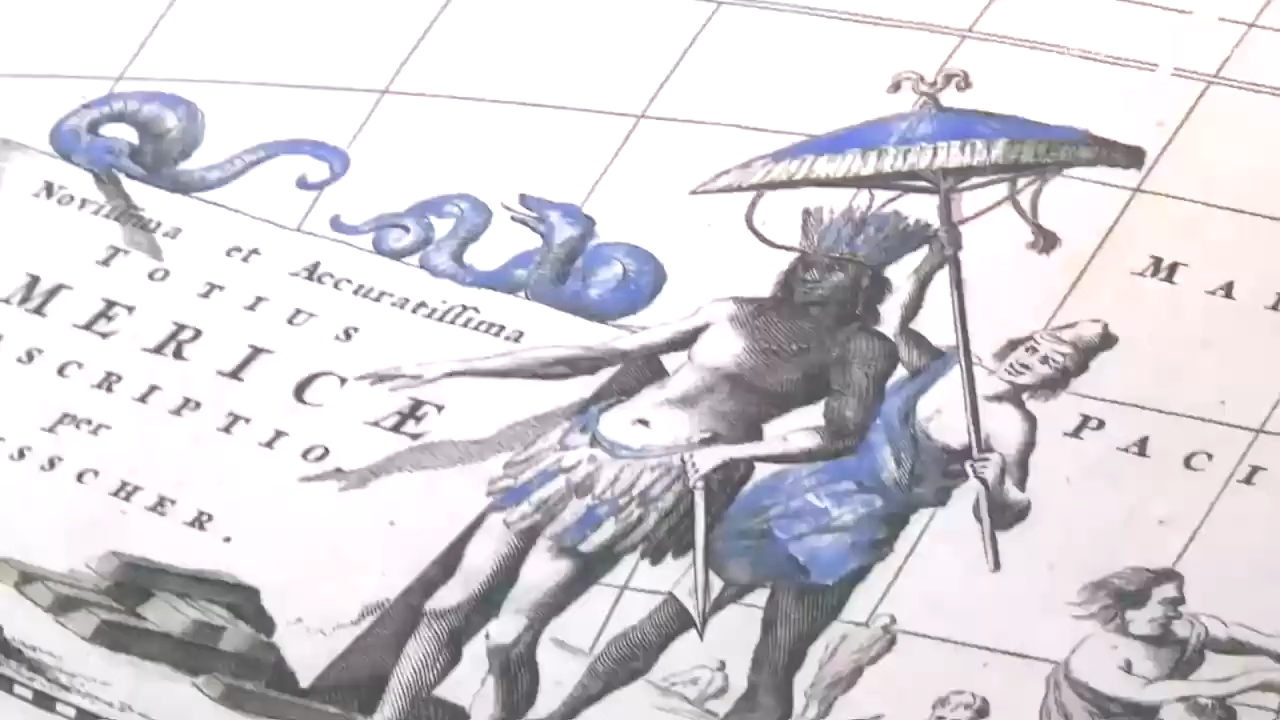 Noviſſima et Accuratiſſima
TOTIUS
MERICÆ
SCRIPTIO
per
SSCHER.
MA
PACI